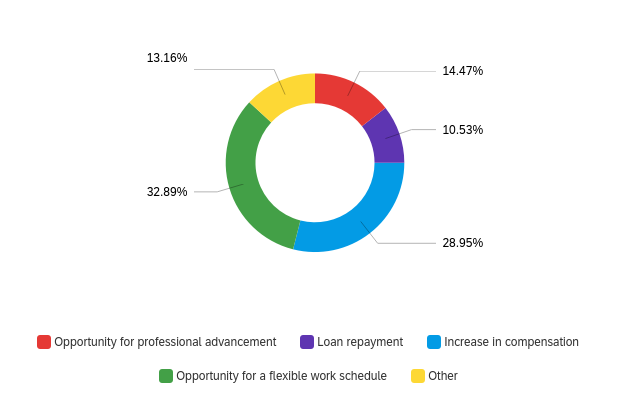 13.16%
14.47%
10.53%
32.89%
28.95%
Opportunity for professional advancement Loan repayment Increase in compensation
Opportunity for a flexible work schedule Other